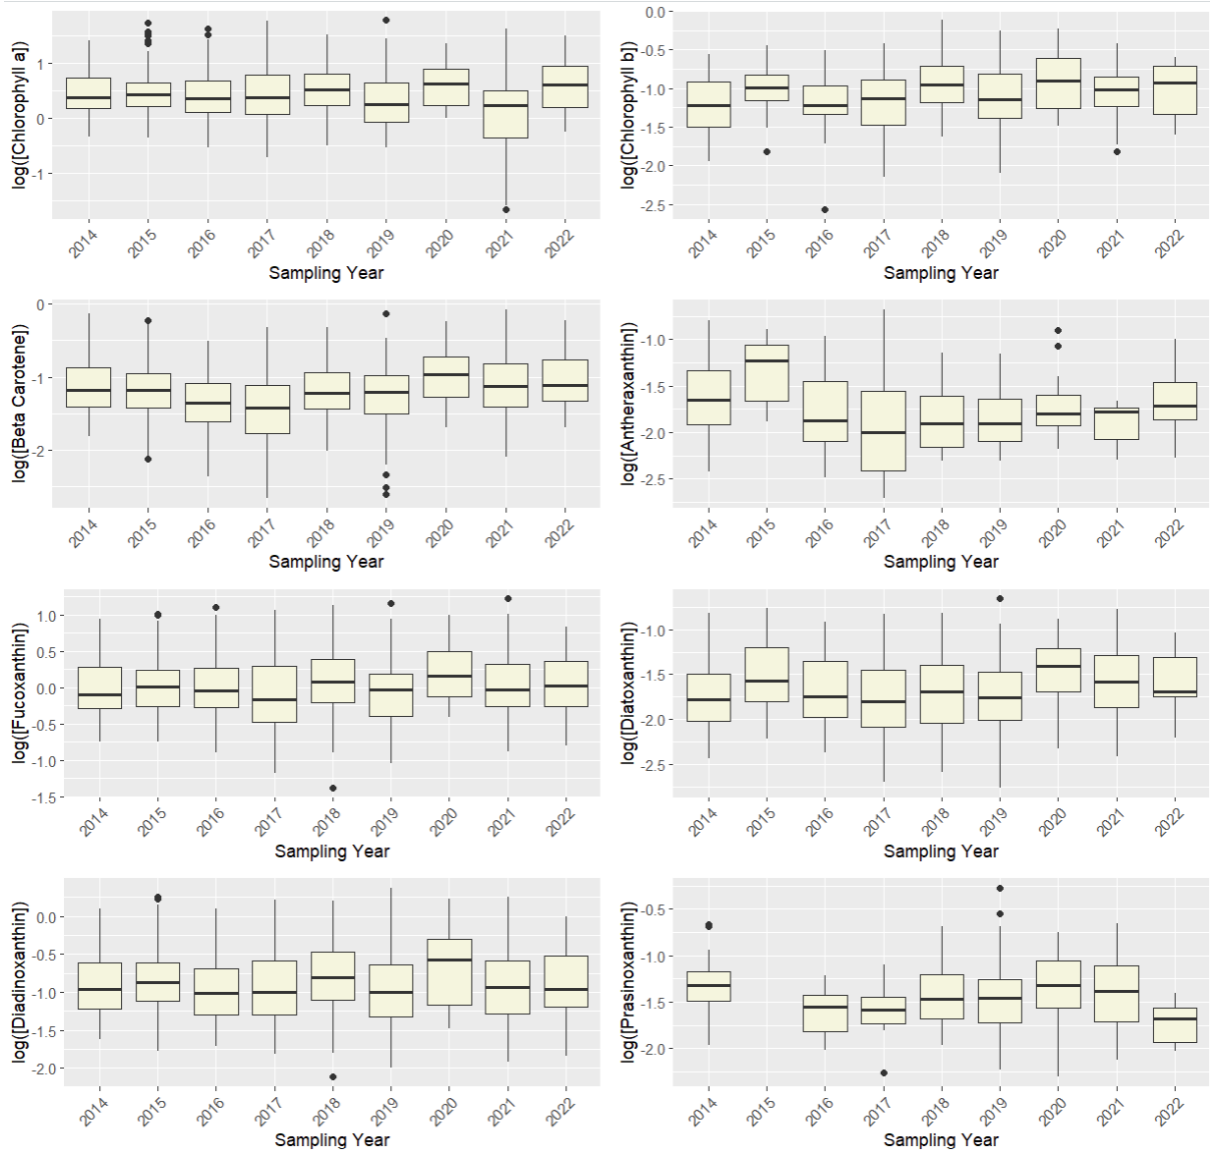 log([Chlorophyll a])
1
0
-1
2014 2015 2016 2017 2018 2019 2020 2021 2022
Sampling Year
log([Chlorophyll b])
0.0
-0.5
-1.0
-1.5
-2.0
-2.5
2014 2015 2016 2017 2018 2019 2020 2021 2022
Sampling Year
log([Beta Carotene])
0
-1
-2
2014 2015 2016 2017 2018 2019 2020 2021 2022
Sampling Year
log([Antheraxanthin])
-1.0
-1.5
-2.0
-2.5
2014 2015 2016 2017 2018 2019 2020 2021 2022
Sampling Year
log([Fucoxanthin])
1.0
0.5
0.0
-0.5
-1.0
-1.5
2014 2015 2016 2017 2018 2019 2020 2021 2022
Sampling Year
log([Diatoxanthin])
-1.0
-1.5
-2.0
-2.5
2014 2015 2016 2017 2018 2019 2020 2021 2022
Sampling Year
log([Diadinoxanthin])
0.0
-0.5
-1.0
-1.5
-2.0
2014 2015 2016 2017 2018 2019 2020 2021 2022
Sampling Year
log([Prasinoxanthin])
-0.5
-1.0
-1.5
-2.0
2014 2015 2016 2017 2018 2019 2020 2021 2022
Sampling Year